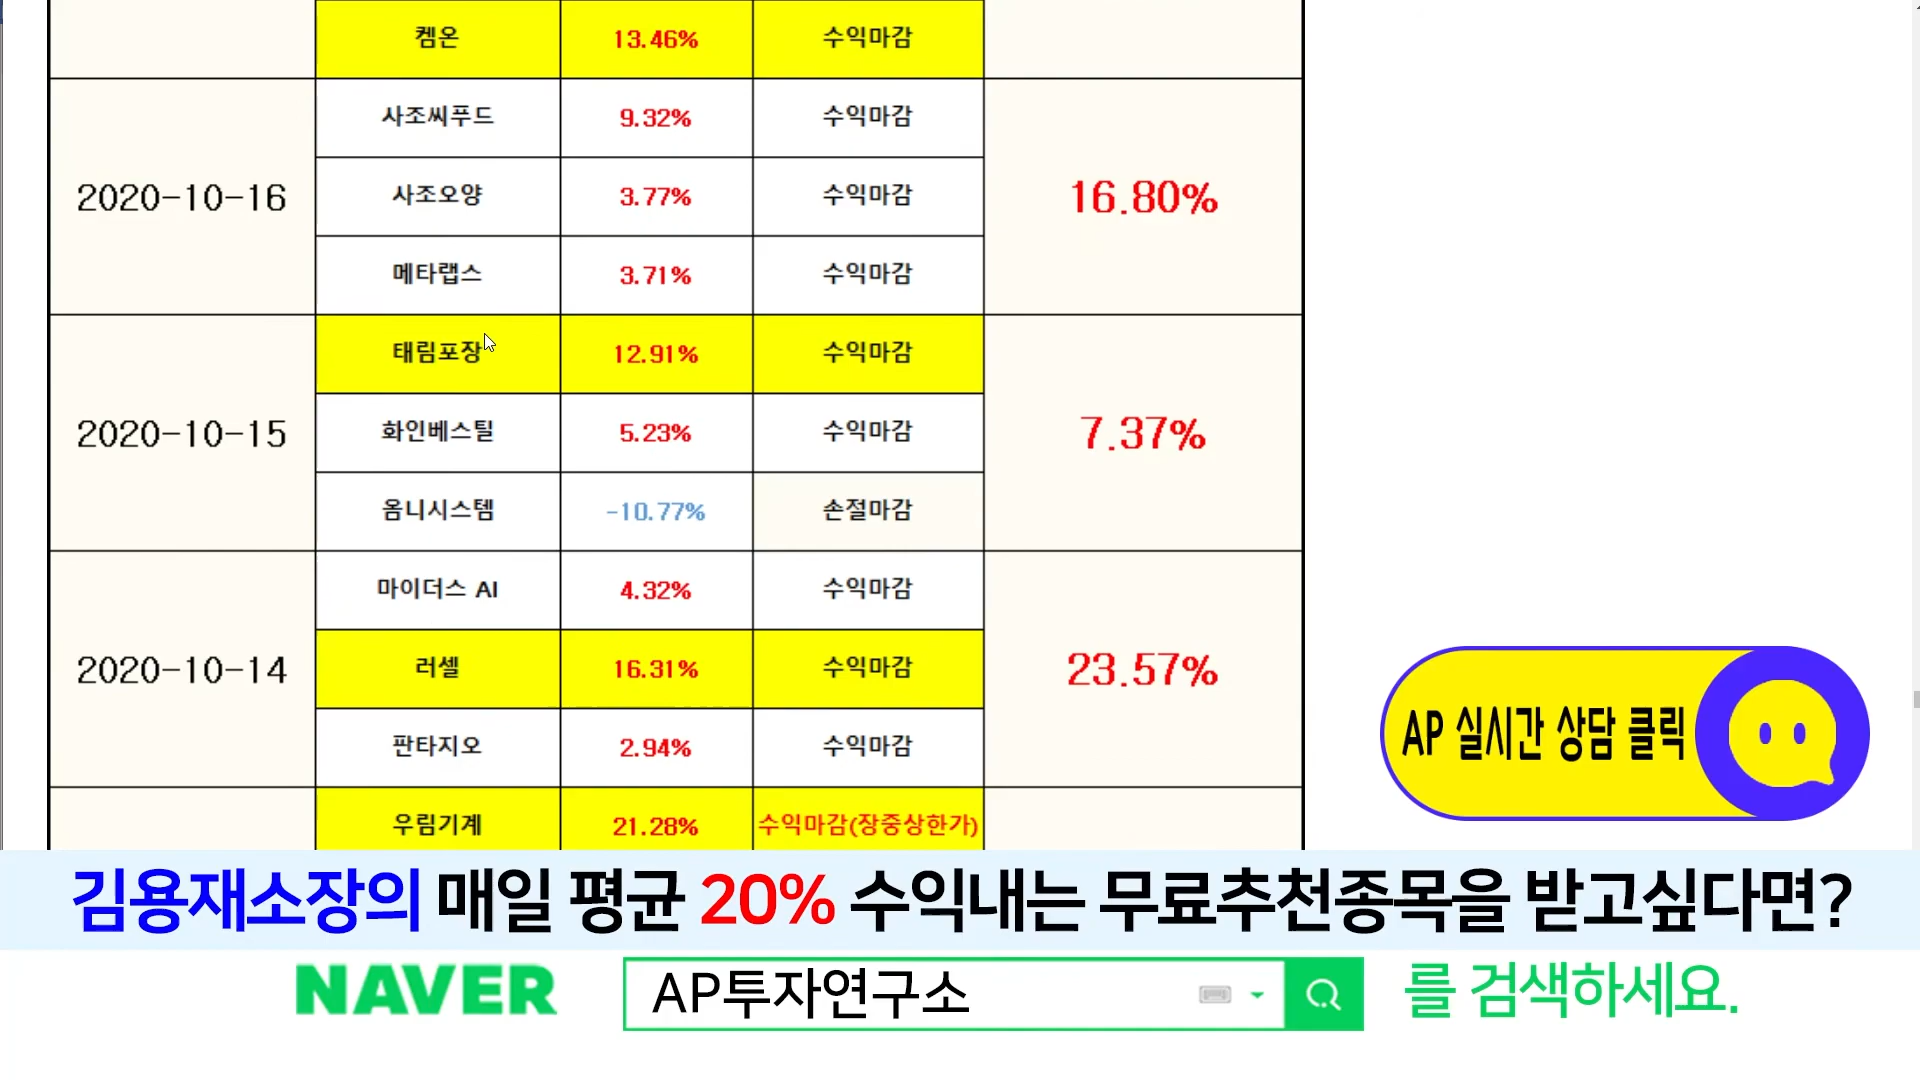 켐온 13.46% 수익마감
2020-10-16
사조씨푸드 9.32% 수익마감
사조오양 3.77% 수익마감
메타랩스 3.71% 수익마감
16.80%
2020-10-15
태림포장 12.91% 수익마감
화인베스틸 5.23% 수익마감
옴니시스템 -10.77% 손절마감
7.37%
2020-10-14
마이더스 AI 4.32% 수익마감
러셀 16.31% 수익마감
판타지오 2.94% 수익마감
23.57%
우림기계 21.28% 수익마감(장중상한가)
AP 실시간 상담 클릭
김용재소장의 매일 평균 20% 수익내는 무료추천종목을 받고싶다면?
NAVER AP투자연구소 를 검색하세요.